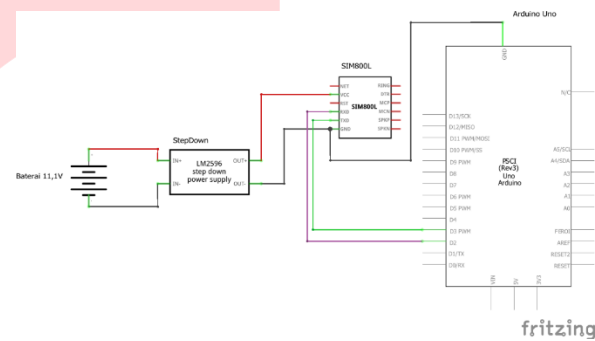 Arduino Uno
SIM800L
NET
VCC
RST
RXD
TXD
GND
SIM800L
RING
DTR
MCP
MCN
SPKP
SPKN
StepDown
IN+
IN-
LM2596
step down
power supply
OUT+
OUT-
Baterai 11,1V
GND
D13/SCK
D12/MISO
D11 PWM/MOSI
D10 PWM/SS
D9 PWM
D8
D7
D6 PWM
D5 PWM
D4
D3 PWM
D2
D1/TX
D0/RX
PSCI
(Rev3)
Uno
Arduino
N/C
A5/SCL
A4/SDA
A3
A2
A1
A0
AREF
RESET2
RESET
VIN
5V
3V3
fritzing